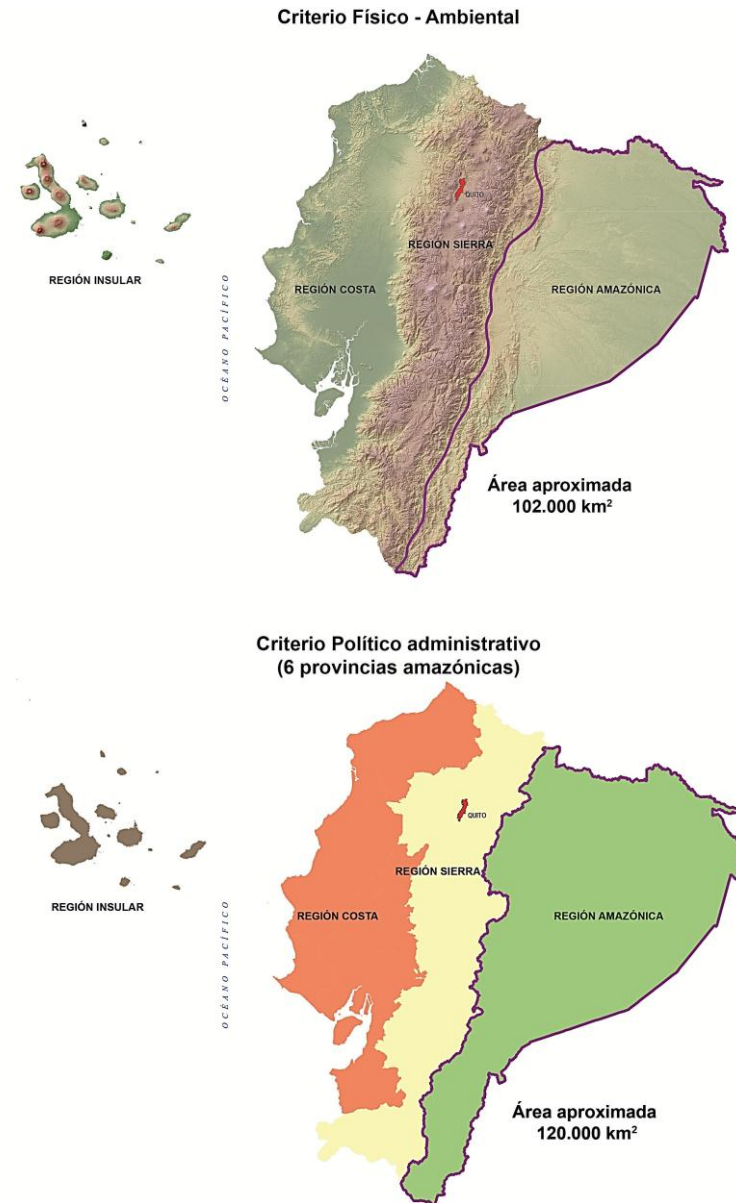 Criterio Físico - Ambiental
QUITO
REGIÓN SIERRA
REGIÓN INSULAR
REGIÓN COSTA
REGIÓN AMAZÓNICA
OCÉANO PACÍFICO
Área aproximada
102.000 km²
Criterio Político administrativo
(6 provincias amazónicas)
QUITO
REGIÓN SIERRA
REGIÓN INSULAR
REGIÓN COSTA
REGIÓN AMAZÓNICA
OCÉANO PACÍFICO
Área aproximada
120.000 km²